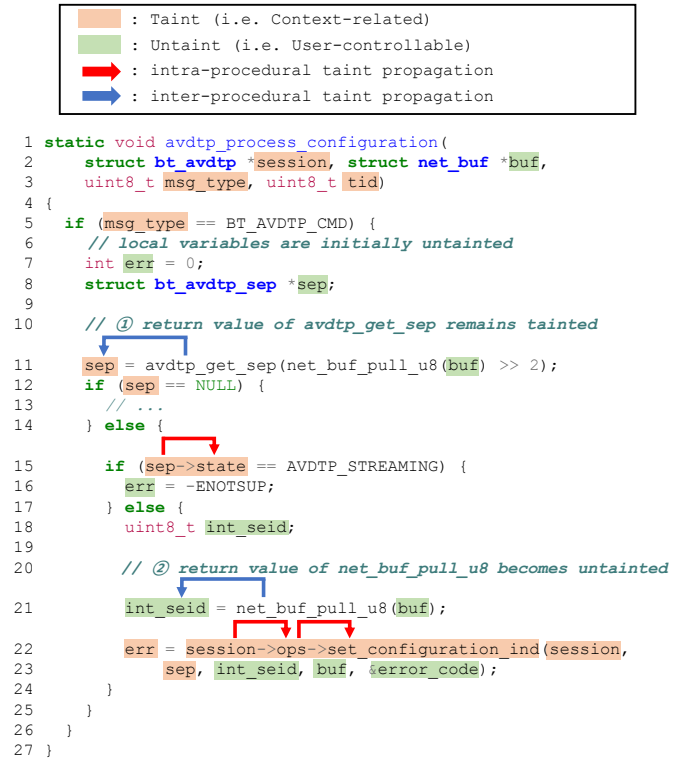 : Taint (i.e. Context-related)
: Untaint (i.e. User-controllable)
: intra-procedural taint propagation
: inter-procedural taint propagation
1 static void avdtp_process_configuration(
2     struct bt_avdtp *session, struct net_buf *buf,
3     uint8_t msg_type, uint8_t tid)
4 {
5   if (msg_type == BT_AVDTP_CMD) {
6     // local variables are initially untainted
7     int err = 0;
8     struct bt_avdtp_sep *sep;
9
10     // ① return value of avdtp_get_sep remains tainted
11     sep = avdtp_get_sep(net_buf_pull_u8(buf) >> 2);
12     if (sep == NULL) {
13       // ...
14     } else {
15       if (sep->state == AVDTP_STREAMING) {
16         err = -ENOTSUP;
17       } else {
18         uint8_t int_seid;
19
20         // ② return value of net_buf_pull_u8 becomes untainted
21         int_seid = net_buf_pull_u8(buf);
22         err = session->ops->set_configuration_ind(session,
23             sep, int_seid, buf, &error_code);
24       }
25     }
26   }
27 }